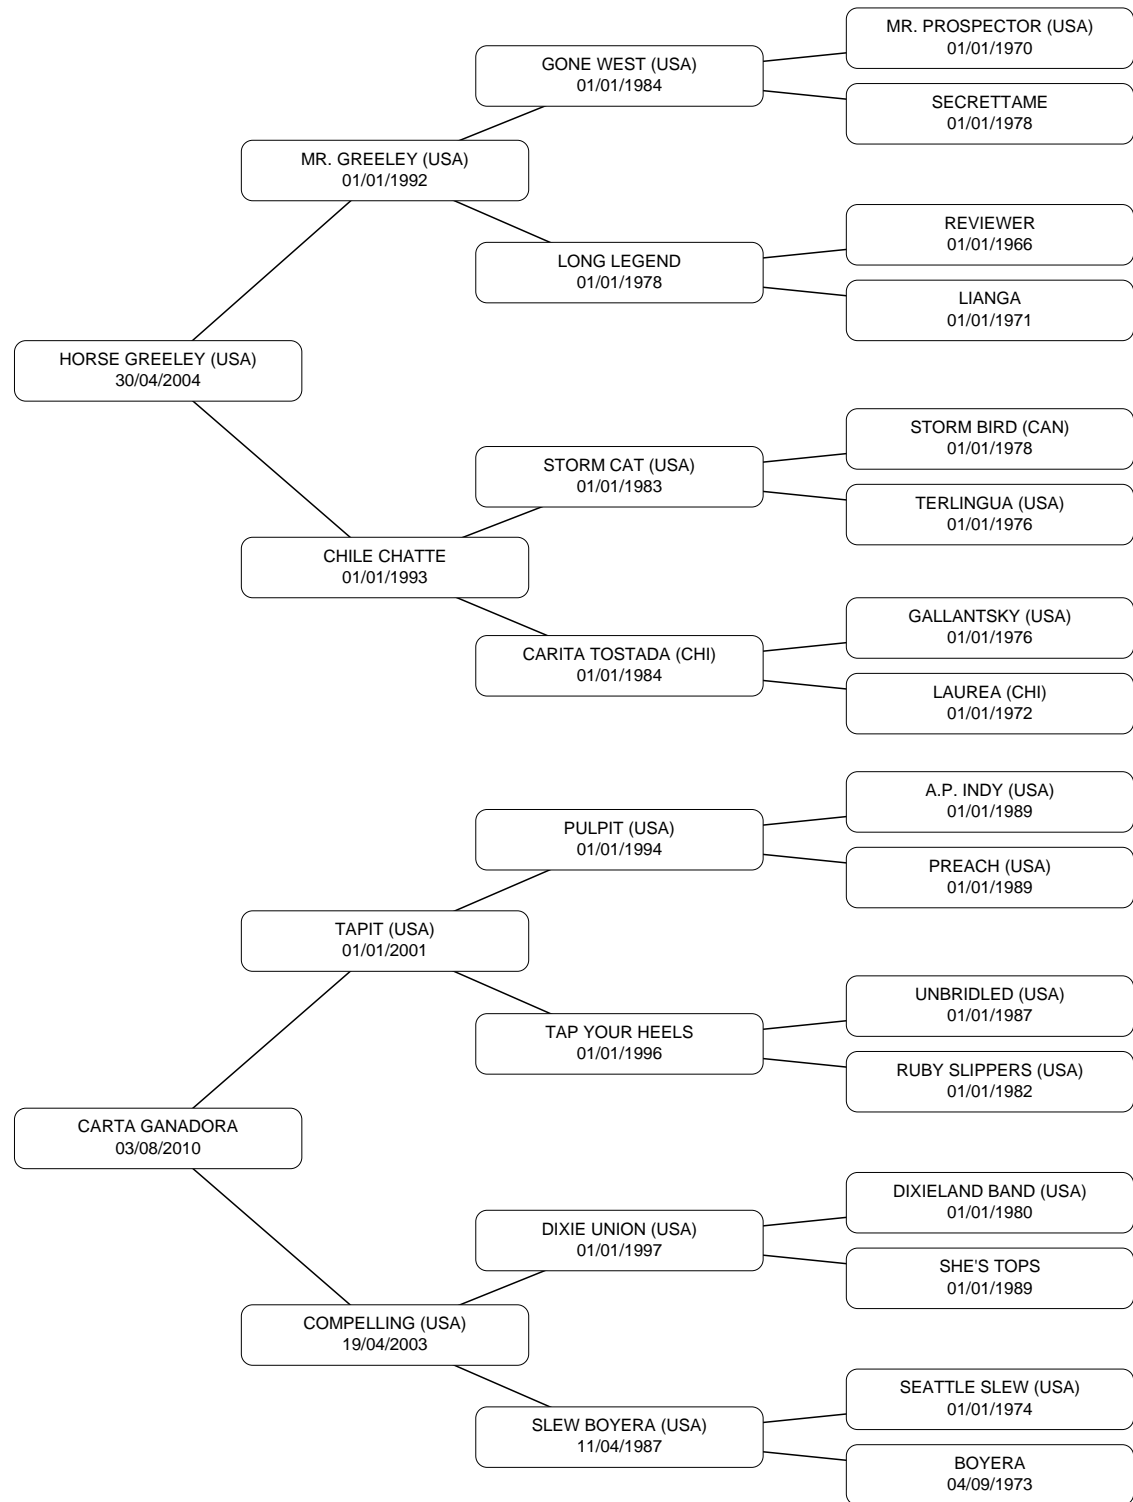 MR. PROSPECTOR (USA)
01/01/1970
GONE WEST (USA)
01/01/1984
SECRETTAME
01/01/1978
MR. GREELEY (USA)
01/01/1992
REVIEWER
01/01/1966
LONG LEGEND
01/01/1978
LIANGA
01/01/1971
HORSE GREELEY (USA)
30/04/2004
STORM BIRD (CAN)
01/01/1978
STORM CAT (USA)
01/01/1983
TERLINGUA (USA)
01/01/1976
CHILE CHATTE
01/01/1993
GALLANTSKY (USA)
01/01/1976
CARITA TOSTADA (CHI)
01/01/1984
LAUREA (CHI)
01/01/1972
A.P. INDY (USA)
01/01/1989
PULPIT (USA)
01/01/1994
PREACH (USA)
01/01/1989
TAPIT (USA)
01/01/2001
UNBRIDLED (USA)
01/01/1987
TAP YOUR HEELS
01/01/1996
RUBY SLIPPERS (USA)
01/01/1982
CARTA GANADORA
03/08/2010
DIXIELAND BAND (USA)
01/01/1980
DIXIE UNION (USA)
01/01/1997
SHE'S TOPS
01/01/1989
COMPELLING (USA)
19/04/2003
SEATTLE SLEW (USA)
01/01/1974
SLEW BOYERA (USA)
11/04/1987
BOYERA
04/09/1973